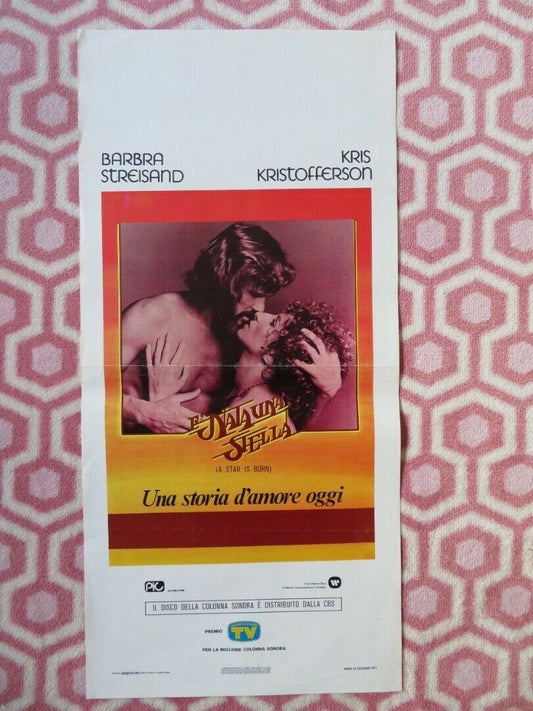 BARBRA
STREISAND
KRIS
KRISTOFFERSON
E' NATA UNA
STELLA
(A STAR IS BORN)
Una storia d'amore oggi
PIC
IL DISCO DELLA COLONNA SONORA È DISTRIBUITO DALLA CBS
PREMIO TV
PER LA MIGLIORE COLONNA SONORA